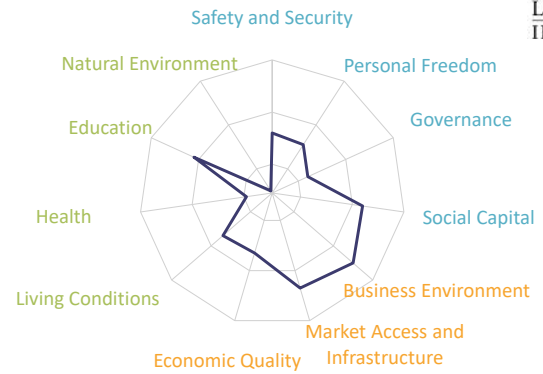 Safety and Security
Natural Environment
Personal Freedom
Education
Governance
Health
Social Capital
Living Conditions
Business Environment
Market Access and
Infrastructure
Economic Quality